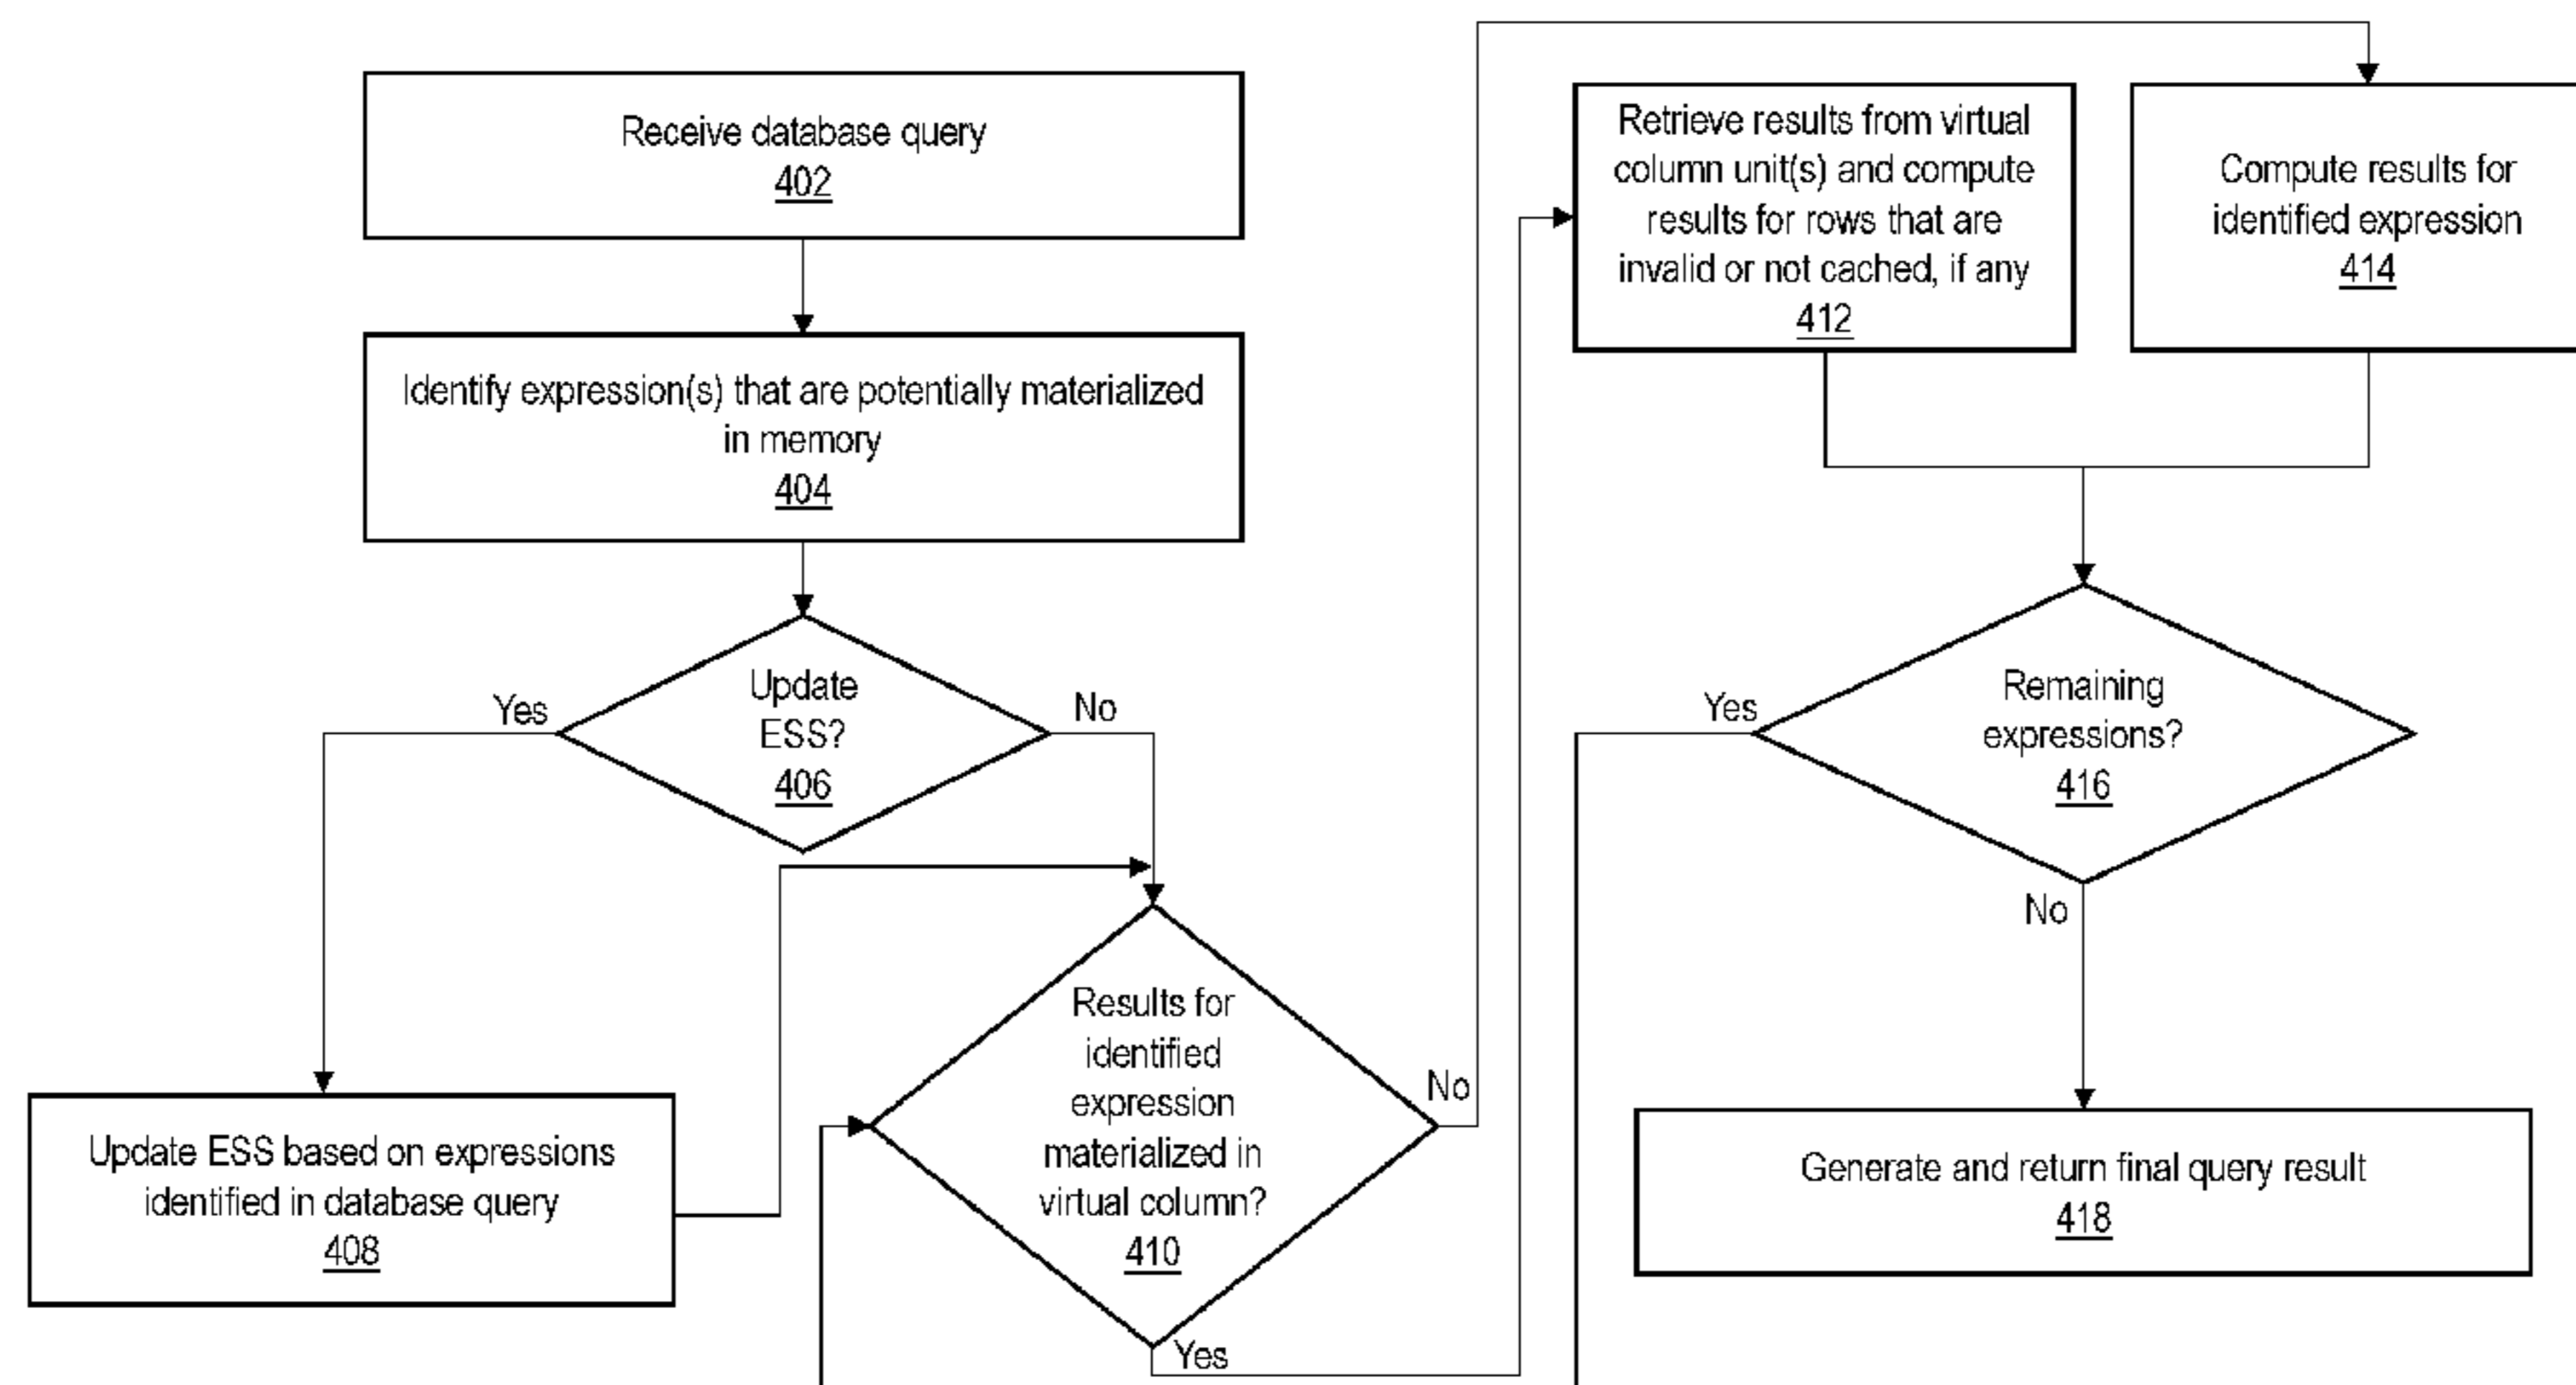 Receive database query
402
Identify expression(s) that are potentially materialized
in memory
404
Update
ESS?
406
Yes
No
Update ESS based on expressions
identified in database query
408
Results for
identified
expression
materialized in
virtual column?
410
No
Yes
Retrieve results from virtual
column unit(s) and compute
results for rows that are
invalid or not cached, if any
412
Compute results for
identified expression
414
Remaining
expressions?
416
Yes
No
Generate and return final query result
418